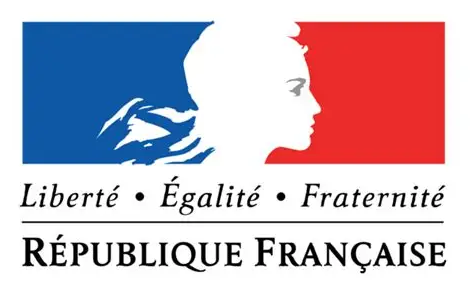 Liberté • Égalité • Fraternité
RÉPUBLIQUE FRANÇAISE